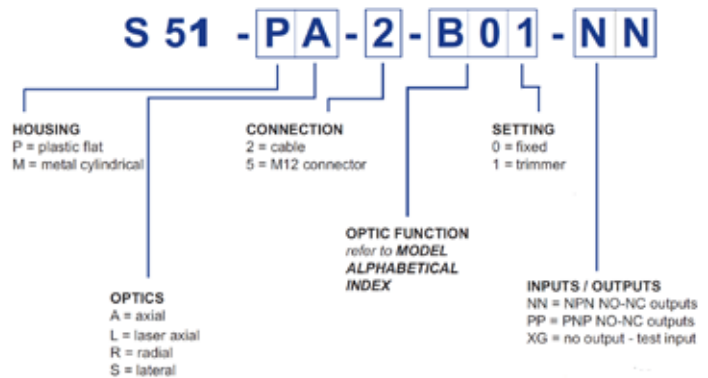 S 51 - P A - 2 - B 0 1 - N N
HOUSING
P = plastic flat
M = metal cylindrical
CONNECTION
2 = cable
5 = M12 connector
SETTING
0 = fixed
1 = trimmer
OPTIC FUNCTION
refer to MODEL
ALPHABETICAL
INDEX
OPTICS
A = axial
L = laser axial
R = radial
S = lateral
INPUTS / OUTPUTS
NN = NPN NO-NC outputs
PP = PNP NO-NC outputs
XG = no output - test input